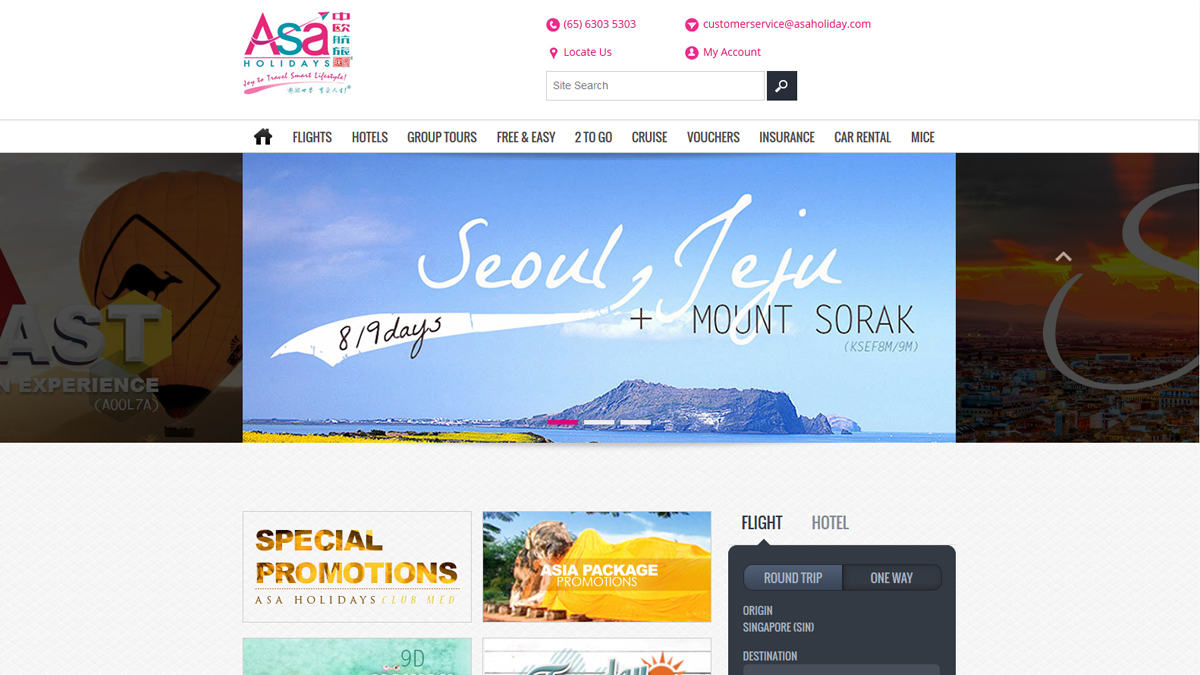 Asa
中欧航旅
HOLIDAYS
Joy to Travel Smart Lifestyle!
(65) 6303 5303
customerservice@asaholiday.com
Locate Us
My Account
Site Search
FLIGHTS
HOTELS
GROUP TOURS
FREE & EASY
2 TO GO
CRUISE
VOUCHERS
INSURANCE
CAR RENTAL
MICE
AST
N EXPERIENCE
(AOOL7A)
Seoul, Jeju
8/9days
+ MOUNT SORAK
(KSEF8M/9M)
SPECIAL
PROMOTIONS
ASA HOLIDAYS CLUB MED
ASIA PACKAGE
PROMOTIONS
9D
FLIGHT
HOTEL
ROUND TRIP
ONE WAY
ORIGIN
SINGAPORE (SIN)
DESTINATION